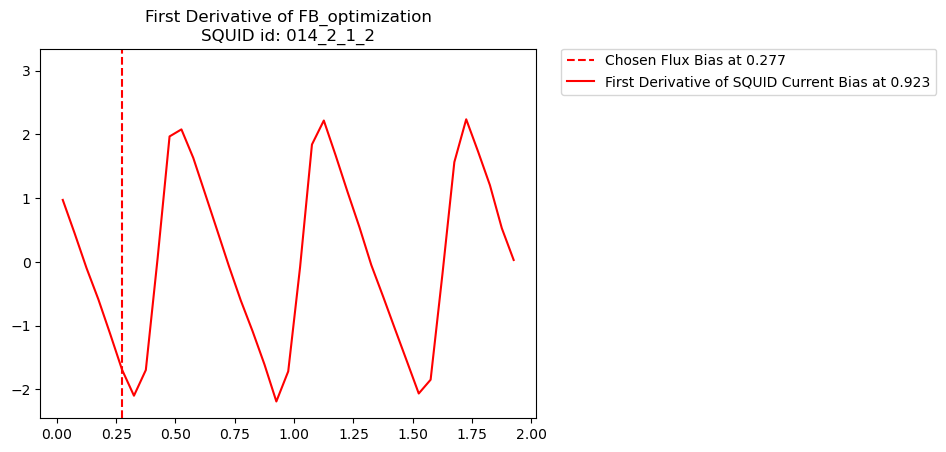 First Derivative of FB_optimization
SQUID id: 014_2_1_2
Chosen Flux Bias at 0.277
First Derivative of SQUID Current Bias at 0.923
3
2
1
0
−1
−2
0.00 0.25 0.50 0.75 1.00 1.25 1.50 1.75 2.00